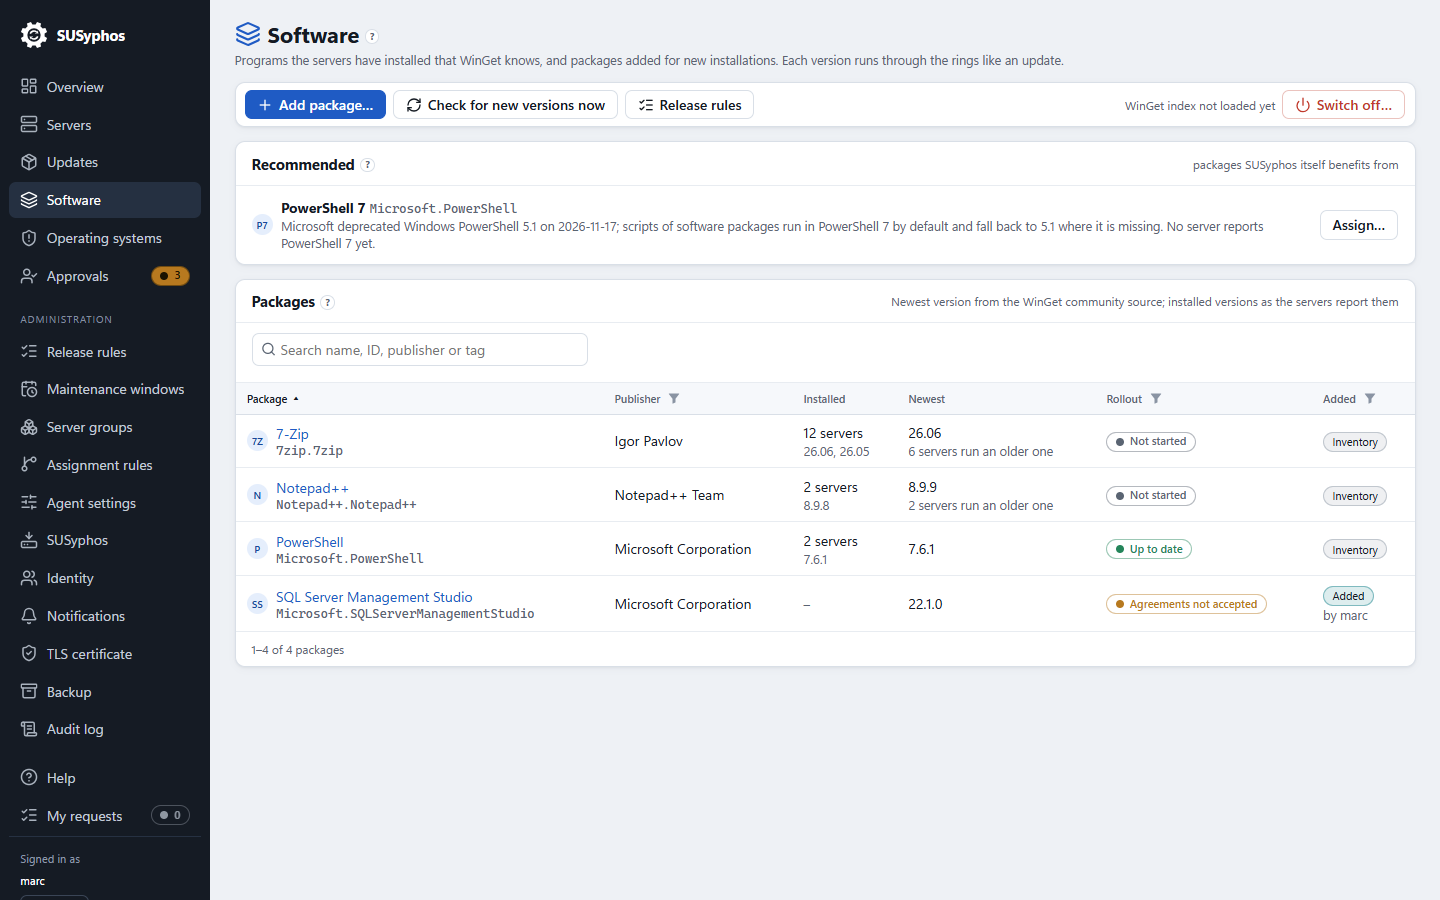 SUSyphos
Overview
Servers
Updates
Software
Operating systems
Approvals
3
ADMINISTRATION
Release rules
Maintenance windows
Server groups
Assignment rules
Agent settings
SUSyphos
Identity
Notifications
TLS certificate
Backup
Audit log
Help
My requests
0
Signed in as
marc
Software ?
Programs the servers have installed that WinGet knows, and packages added for new installations. Each version runs through the rings like an update.
Add package...
Check for new versions now
Release rules
WinGet index not loaded yet
Switch off...
Recommended ?
packages SUSyphos itself benefits from
P7
PowerShell 7 Microsoft.PowerShell
Microsoft deprecated Windows PowerShell 5.1 on 2026-11-17; scripts of software packages run in PowerShell 7 by default and fall back to 5.1 where it is missing. No server reports
PowerShell 7 yet.
Assign...
Packages ?
Newest version from the WinGet community source; installed versions as the servers report them
Search name, ID, publisher or tag
Package Publisher Installed Newest Rollout Added
7Z
7-Zip
7zip.7zip
Igor Pavlov
12 servers
26.06, 26.05
26.06
6 servers run an older one
Not started
Inventory
N
Notepad++
Notepad++.Notepad++
Notepad++ Team
2 servers
8.9.8
8.9.9
2 servers run an older one
Not started
Inventory
P
PowerShell
Microsoft.PowerShell
Microsoft Corporation
2 servers
7.6.1
7.6.1
Up to date
Inventory
SS
SQL Server Management Studio
Microsoft.SQLServerManagementStudio
Microsoft Corporation
–
22.1.0
Agreements not accepted
Added
by marc
1–4 of 4 packages